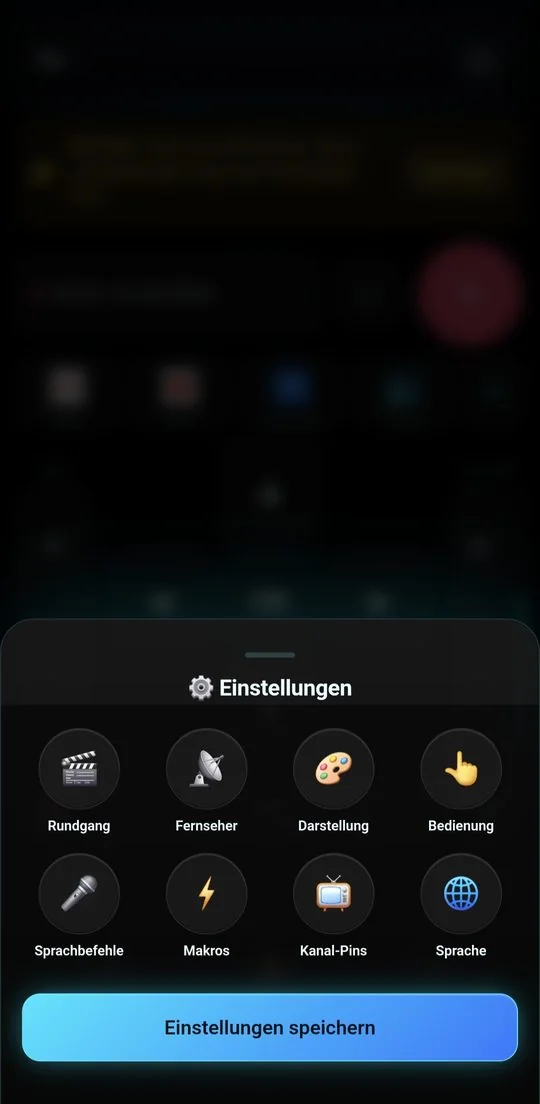 Einstellungen
Rundgang
Fernseher
Darstellung
Bedienung
Sprachbefehle
Makros
Kanal-Pins
Sprache
Einstellungen speichern